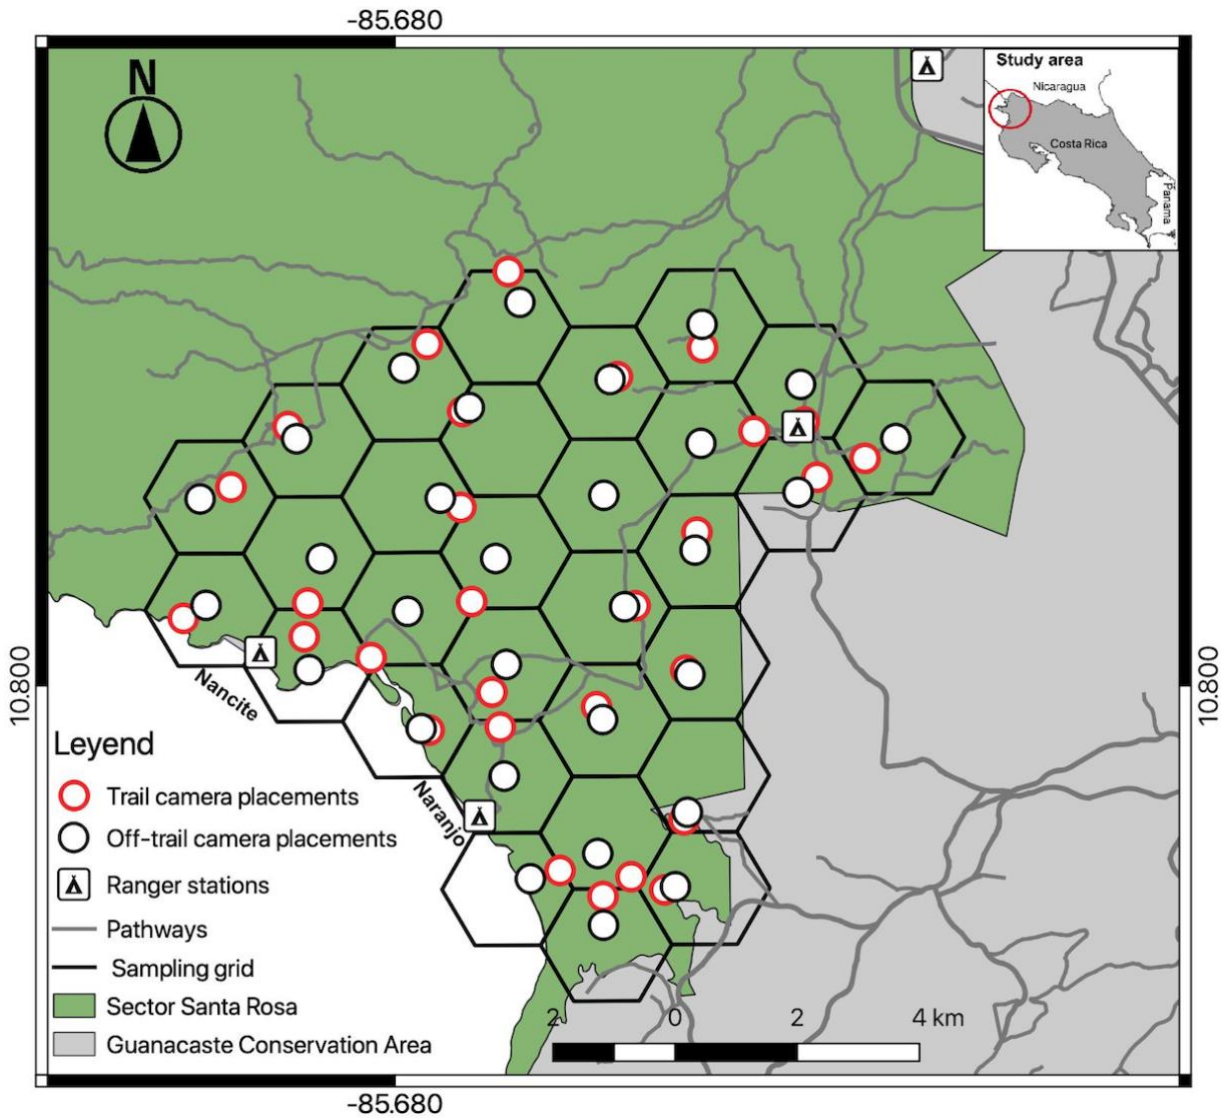 -85.680
N
Study area
Nicaragua
Costa Rica
Panama
10.800
10.800
Nancite
Naranjo
Leyend
Trail camera placements
Off-trail camera placements
Ranger stations
Pathways
Sampling grid
Sector Santa Rosa
Guanacaste Conservation Area
2 0 2 4 km
-85.680